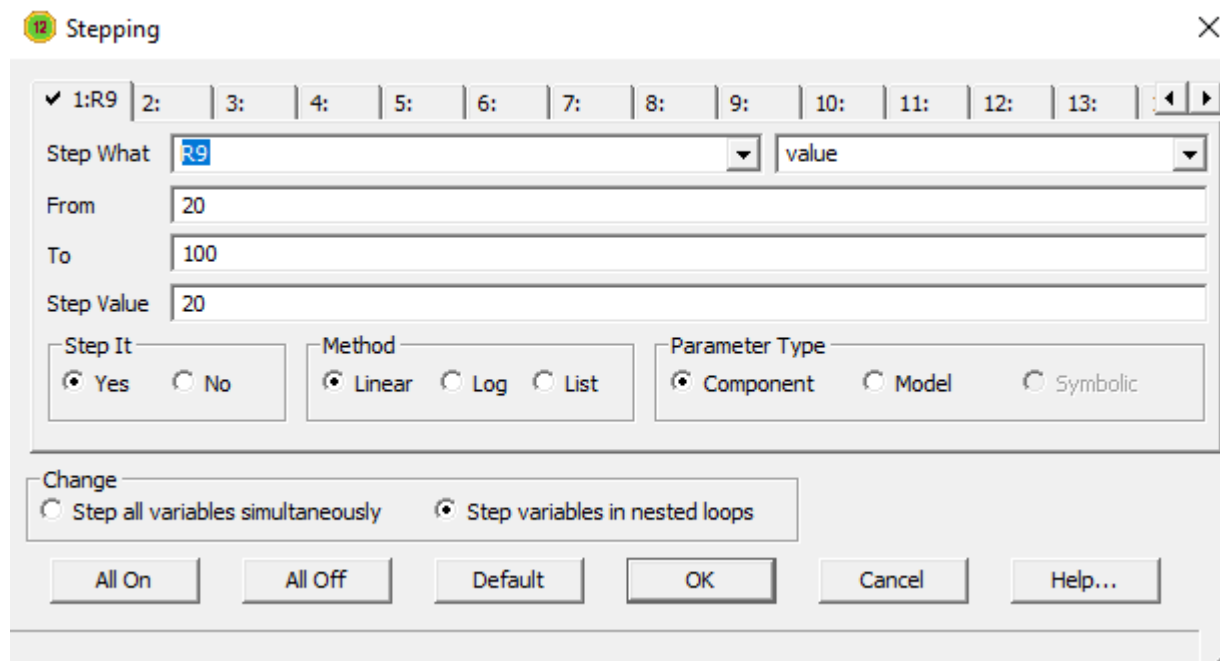 12 Stepping
1:R9 2: 3: 4: 5: 6: 7: 8: 9: 10: 11: 12: 13:
Step What R9 value
From 20
To 100
Step Value 20
Step It Method Parameter Type
Yes No Linear Log List Component Model Symbolic
Change
Step all variables simultaneously Step variables in nested loops
All On All Off Default OK Cancel Help...